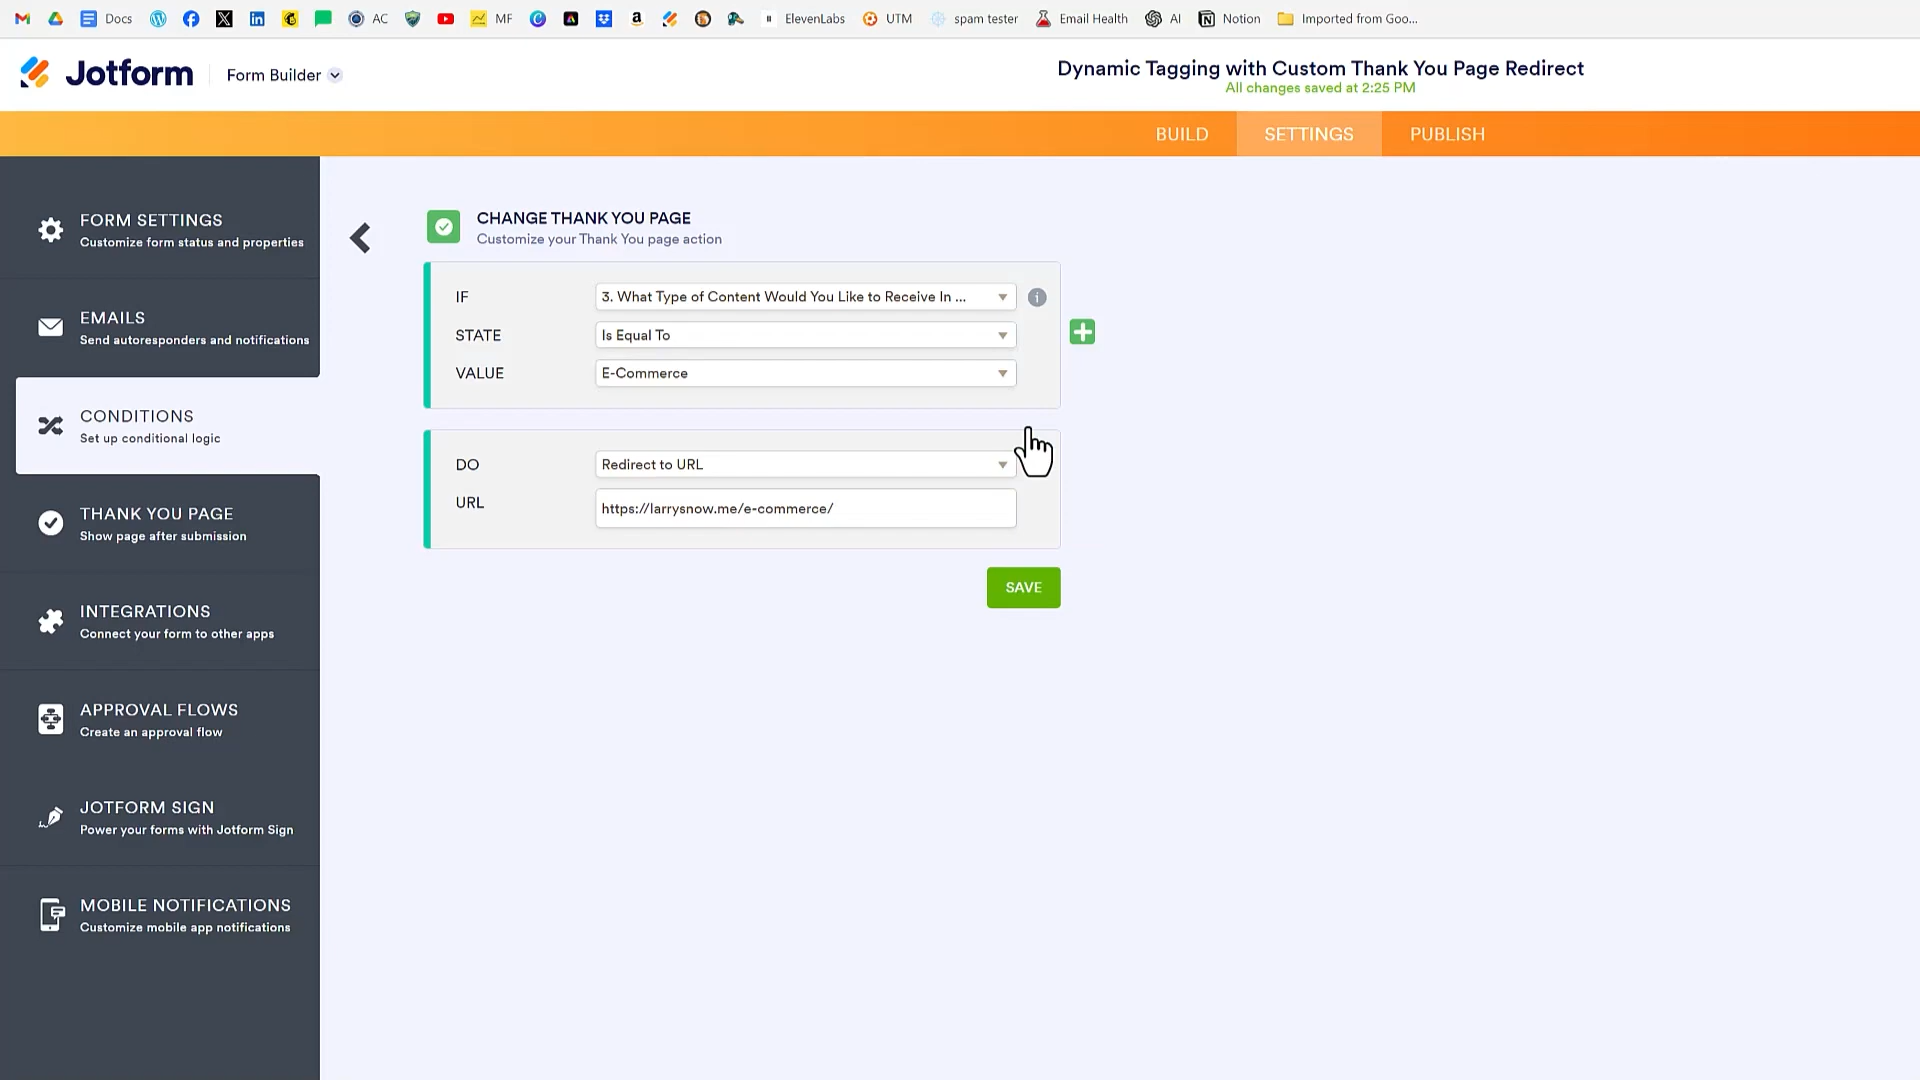 Docs
AC
MF
ElevenLabs
UTM
spam tester
Email Health
AI
Notion
Imported from Goo...
Jotform
Form Builder
Dynamic Tagging with Custom Thank You Page Redirect
All changes saved at 2:25 PM
BUILD
SETTINGS
PUBLISH
FORM SETTINGS
Customize form status and properties
EMAILS
Send autoresponders and notifications
CONDITIONS
Set up conditional logic
THANK YOU PAGE
Show page after submission
INTEGRATIONS
Connect your form to other apps
APPROVAL FLOWS
Create an approval flow
JOTFORM SIGN
Power your forms with Jotform Sign
MOBILE NOTIFICATIONS
Customize mobile app notifications
CHANGE THANK YOU PAGE
Customize your Thank You page action
IF
3. What Type of Content Would You Like to Receive In ...
STATE
Is Equal To
VALUE
E-Commerce
DO
Redirect to URL
URL
https://larrysnow.me/e-commerce/
SAVE